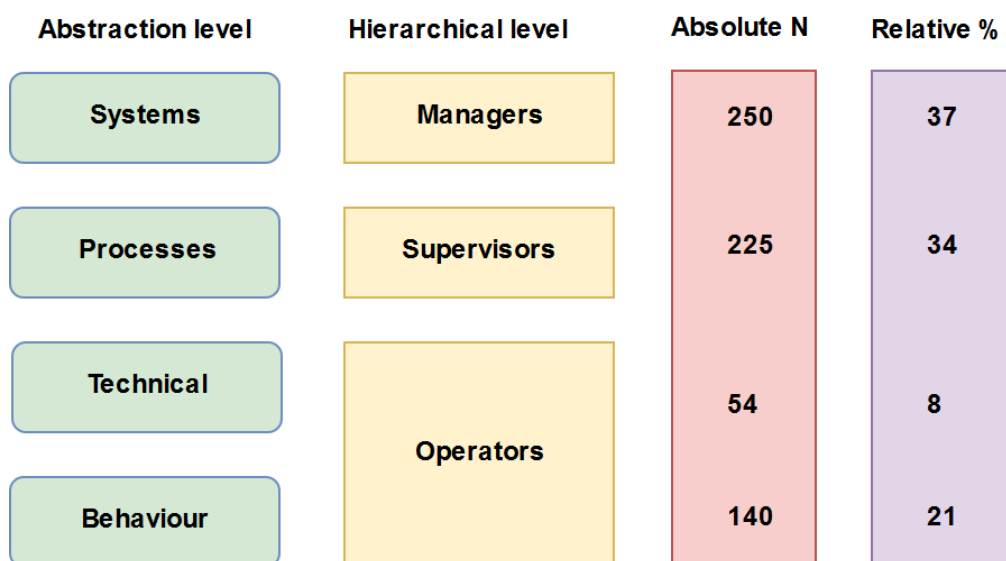 Abstraction level Hierarchical level Absolute N Relative %
Systems Managers 250 37
Processes Supervisors 225 34
Technical 54 8
Operators
Behaviour 140 21